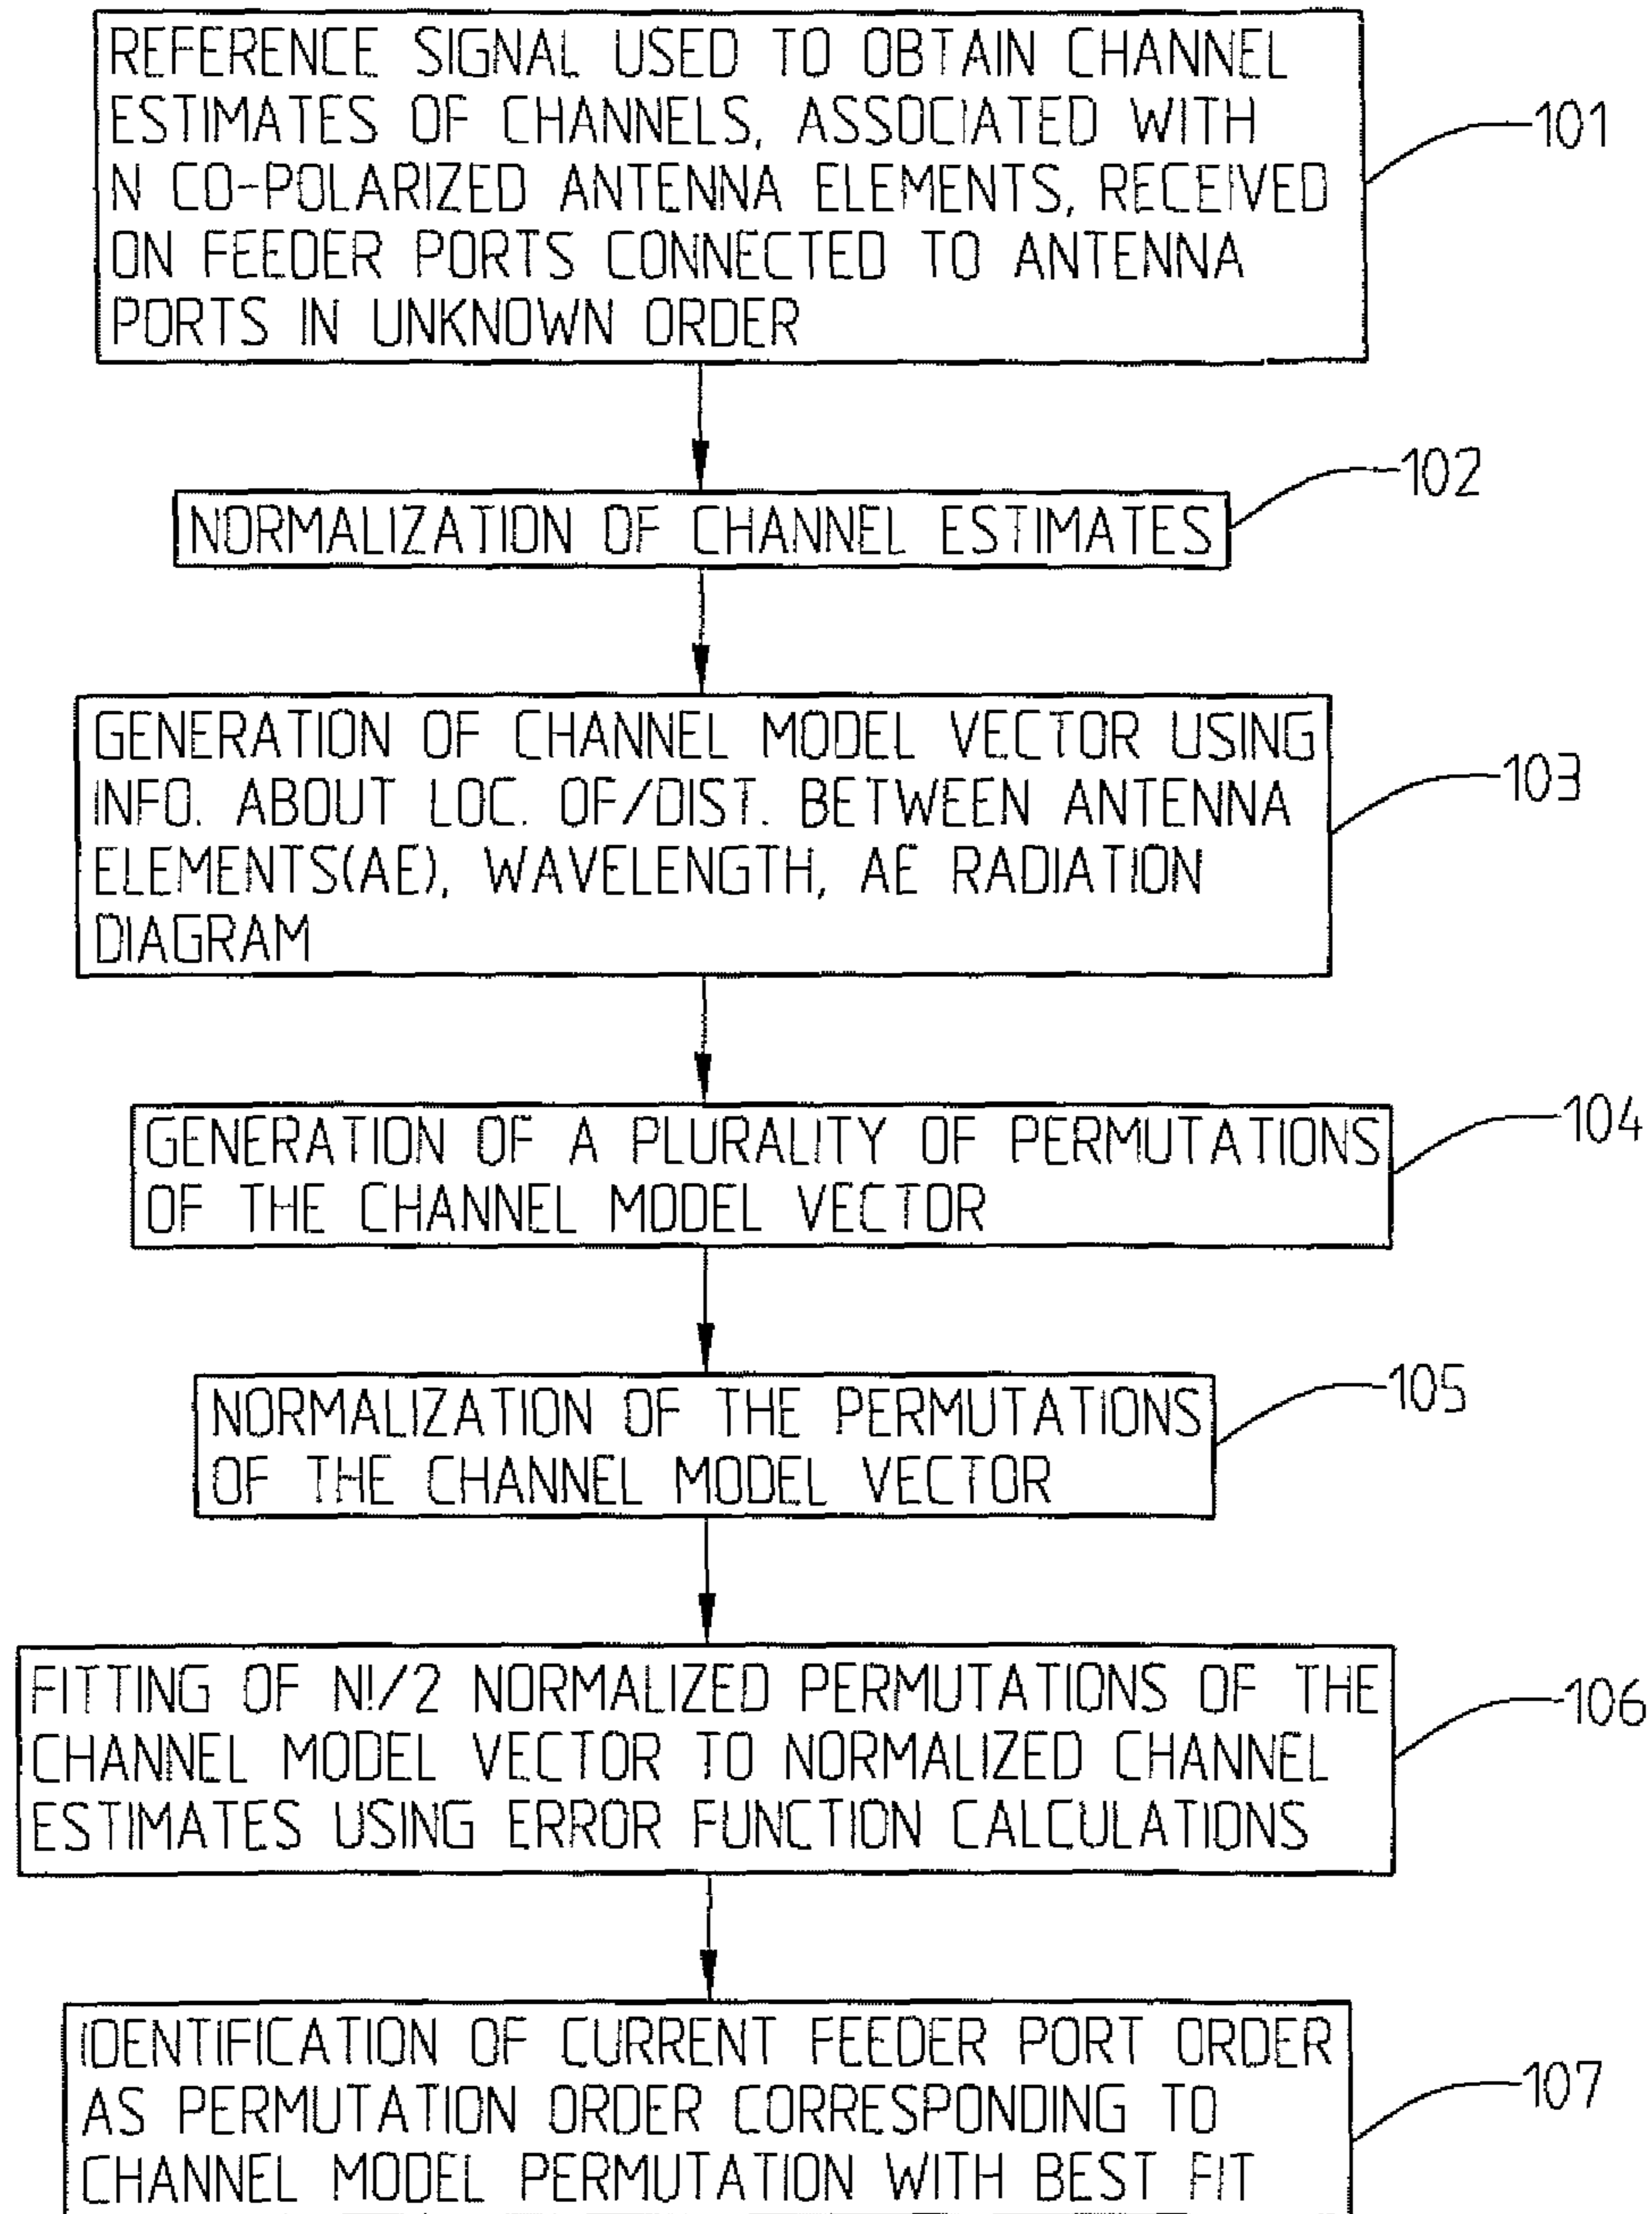 REFERENCE SIGNAL USED TO OBTAIN CHANNEL
ESTIMATES OF CHANNELS, ASSOCIATED WITH
N CO-POLARIZED ANTENNA ELEMENTS, RECEIVED
ON FEEDER PORTS CONNECTED TO ANTENNA
PORTS IN UNKNOWN ORDER
101
102
NORMALIZATION OF CHANNEL ESTIMATES
GENERATION OF CHANNEL MODEL VECTOR USING
INFO. ABOUT LOC. OF/DIST. BETWEEN ANTENNA
ELEMENTS(AE), WAVELENGTH, AE RADIATION
DIAGRAM
103
GENERATION OF A PLURALITY OF PERMUTATIONS
OF THE CHANNEL MODEL VECTOR
104
NORMALIZATION OF THE PERMUTATIONS
OF THE CHANNEL MODEL VECTOR
105
FITTING OF N!/2 NORMALIZED PERMUTATIONS OF THE
CHANNEL MODEL VECTOR TO NORMALIZED CHANNEL
ESTIMATES USING ERROR FUNCTION CALCULATIONS
106
IDENTIFICATION OF CURRENT FEEDER PORT ORDER
AS PERMUTATION ORDER CORRESPONDING TO
CHANNEL MODEL PERMUTATION WITH BEST FIT
107